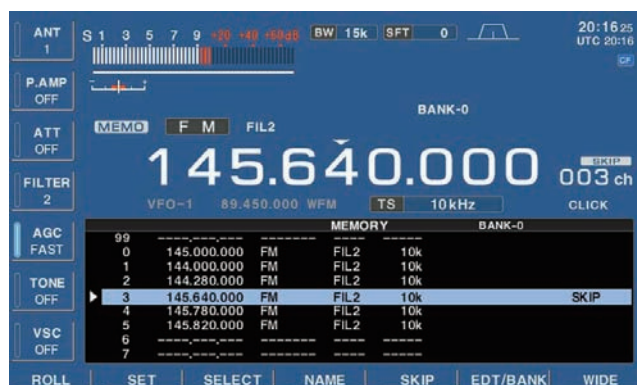 ANT
1
S 1 3 5 7 9 +20 +40 +60dB
BW 15k
SFT 0
20:16 25
UTC 20:16
CF
P.AMP
OFF
BANK-0
MEMO
F M
FIL2
ATT
OFF
145.640.000
SKIP
003 ch
FILTER
2
VFO-1 89.450.000 WFM
TS 10kHz
CLICK
AGC
FAST
MEMORY BANK-0
99 ----.---.--- ------- ---- -----
0 145.000.000 FM FIL2 10k
1 144.000.000 FM FIL2 10k
2 144.280.000 FM FIL2 10k
3 145.640.000 FM FIL2 10k SKIP
4 145.780.000 FM FIL2 10k
5 145.820.000 FM FIL2 10k
6 ----.---.--- ------- ---- -----
7 ----.---.--- ------- ---- -----
TONE
OFF
VSC
OFF
ROLL SET SELECT NAME SKIP EDT/BANK WIDE